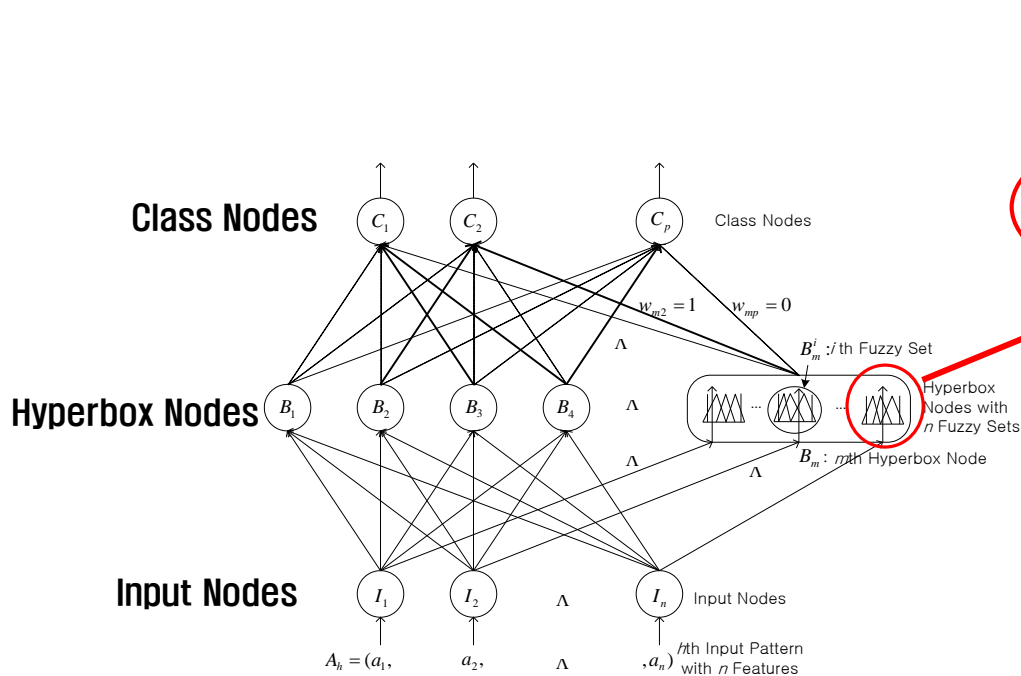 Class Nodes
C₁
C₂
Cₚ
Class Nodes
wₘ₂ = 1
wₘₚ = 0
Λ
Bₘⁱ : i th Fuzzy Set
Hyperbox Nodes
B₁
B₂
B₃
B₄
Λ
...
...
Hyperbox
Nodes with
n Fuzzy Sets
Λ
Λ
Bₘ : mth Hyperbox Node
Input Nodes
I₁
I₂
Λ
Iₙ
Input Nodes
Aₕ = (a₁,
a₂,
Λ
, aₙ)
hth Input Pattern
with n Features